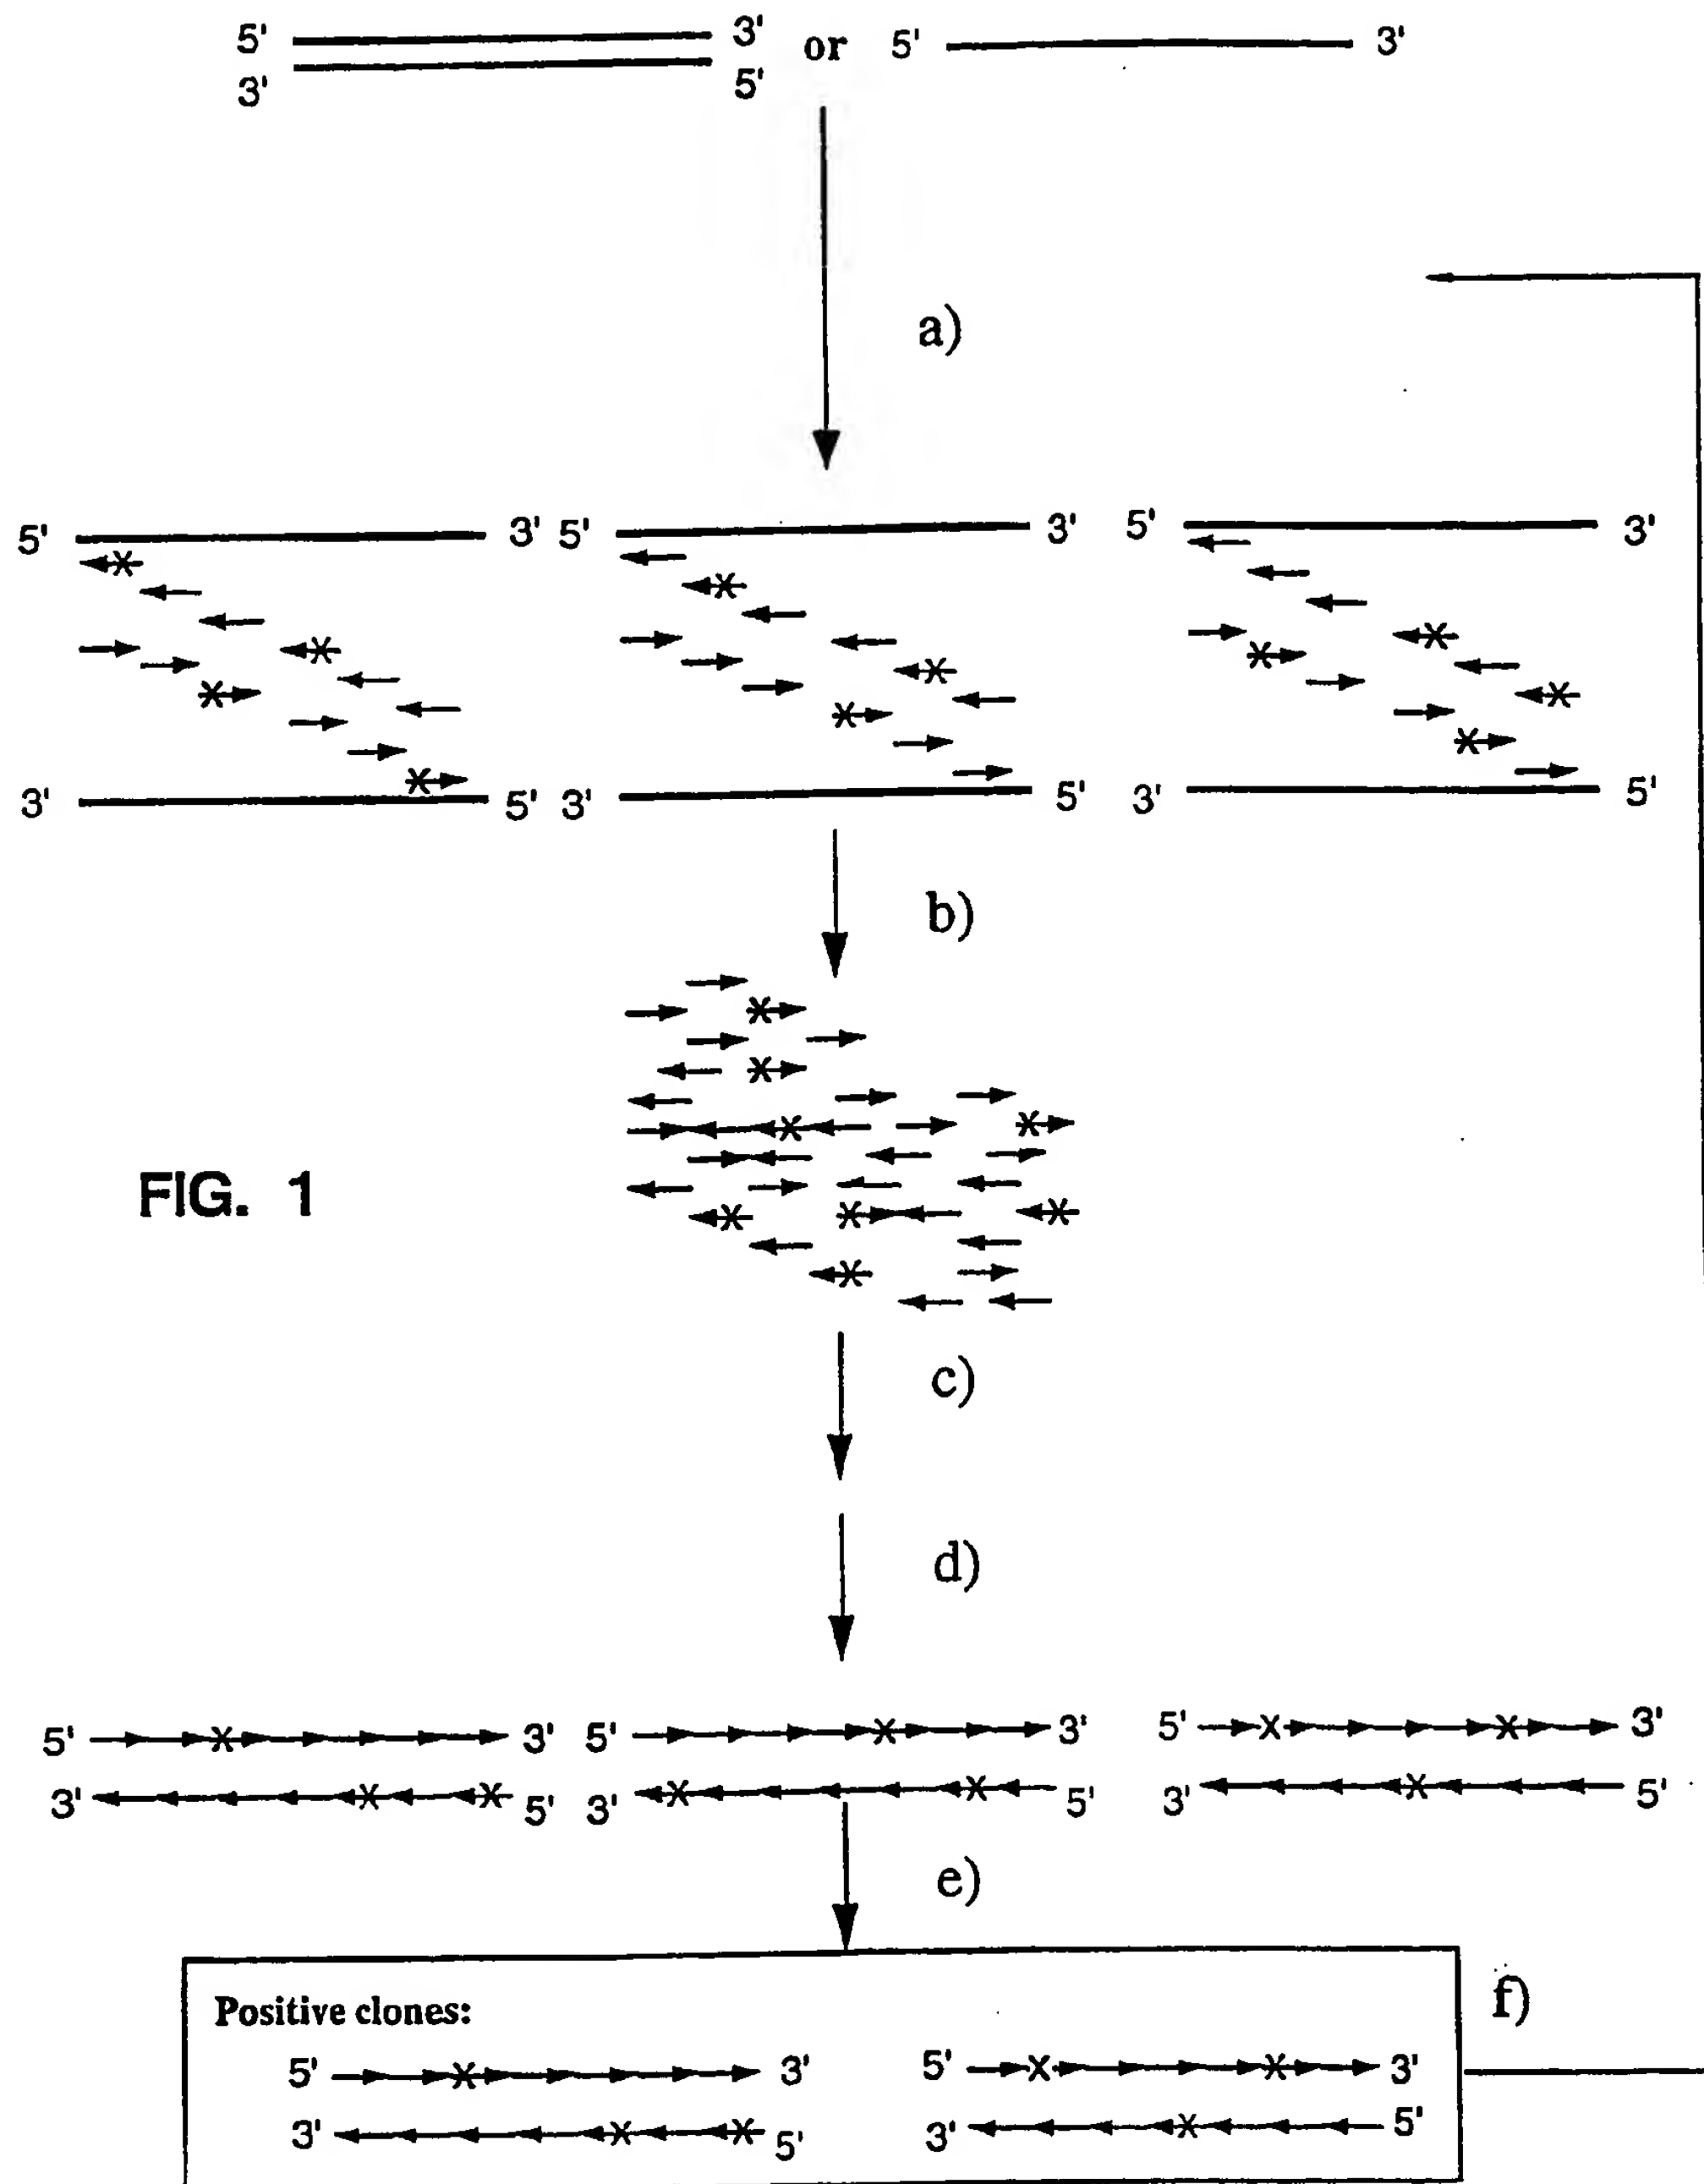 5' 3' or 5' 3'
3' 5'
a)
5' 3' 5' 3' 5' 3'
3' 5' 3' 5' 3' 5'
b)
FIG. 1
c)
d)
5' 3' 5' 3' 5' 3'
3' 5' 3' 5' 3' 5'
e)
f)
Positive clones:
5' 3' 5' 3'
3' 5' 3' 5'